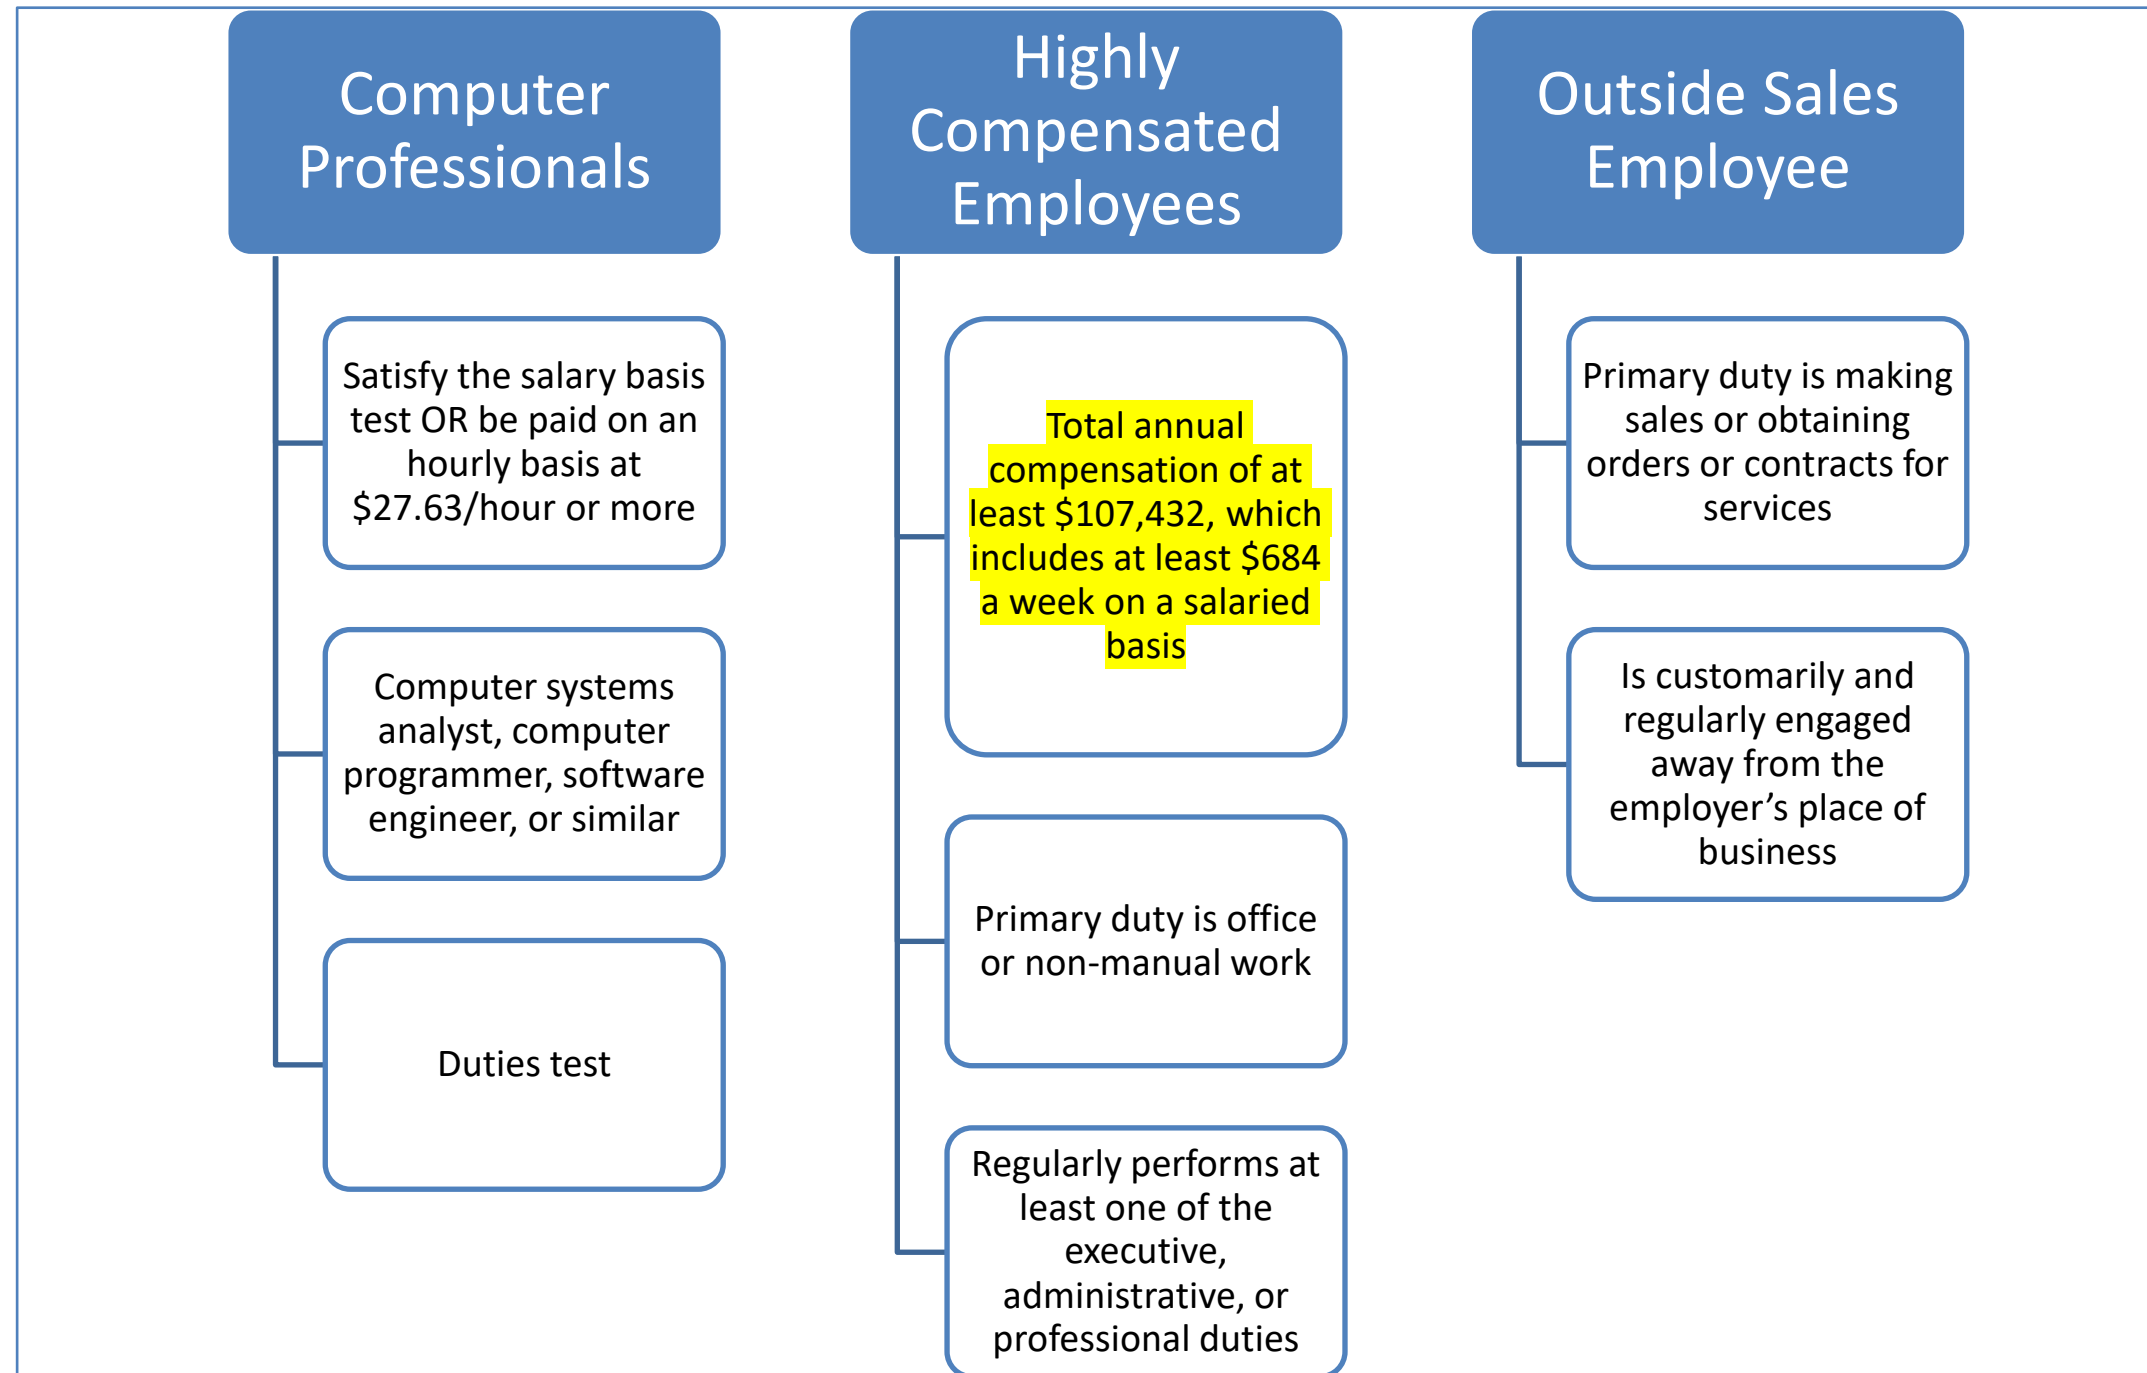 Computer
Professionals
Satisfy the salary basis
test OR be paid on an
hourly basis at
$27.63/hour or more
Computer systems
analyst, computer
programmer, software
engineer, or similar
Duties test
Highly
Compensated
Employees
Total annual
compensation of at
least $107,432, which
includes at least $684
a week on a salaried
basis
Primary duty is office
or non-manual work
Regularly performs at
least one of the
executive,
administrative, or
professional duties
Outside Sales
Employee
Primary duty is making
sales or obtaining
orders or contracts for
services
Is customarily and
regularly engaged
away from the
employer’s place of
business